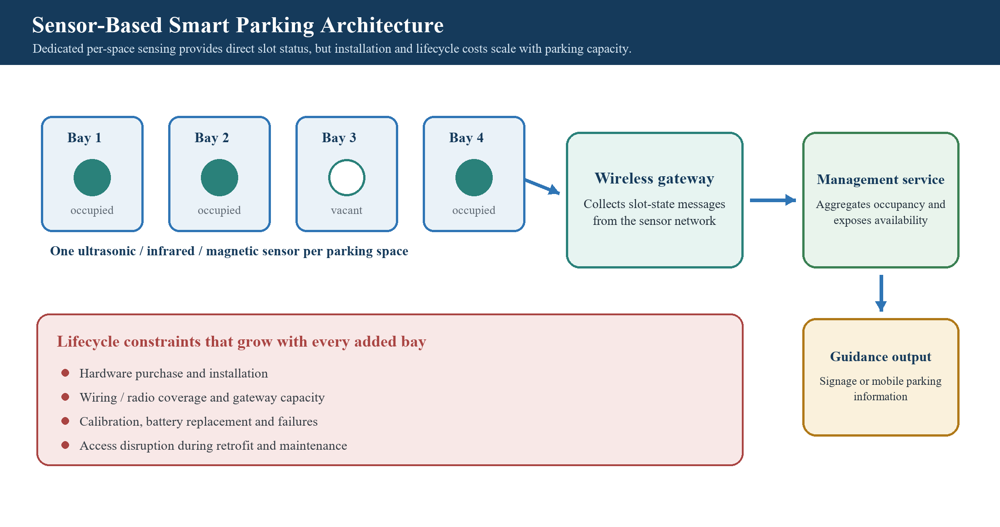 Sensor-Based Smart Parking Architecture
Dedicated per-space sensing provides direct slot status, but installation and lifecycle costs scale with parking capacity.
Bay 1
occupied
Bay 2
occupied
Bay 3
vacant
Bay 4
occupied
One ultrasonic / infrared / magnetic sensor per parking space
Wireless gateway
Collects slot-state messages
from the sensor network
Management service
Aggregates occupancy and
exposes availability
Guidance output
Signage or mobile parking
information
Lifecycle constraints that grow with every added bay
Hardware purchase and installation
Wiring / radio coverage and gateway capacity
Calibration, battery replacement and failures
Access disruption during retrofit and maintenance